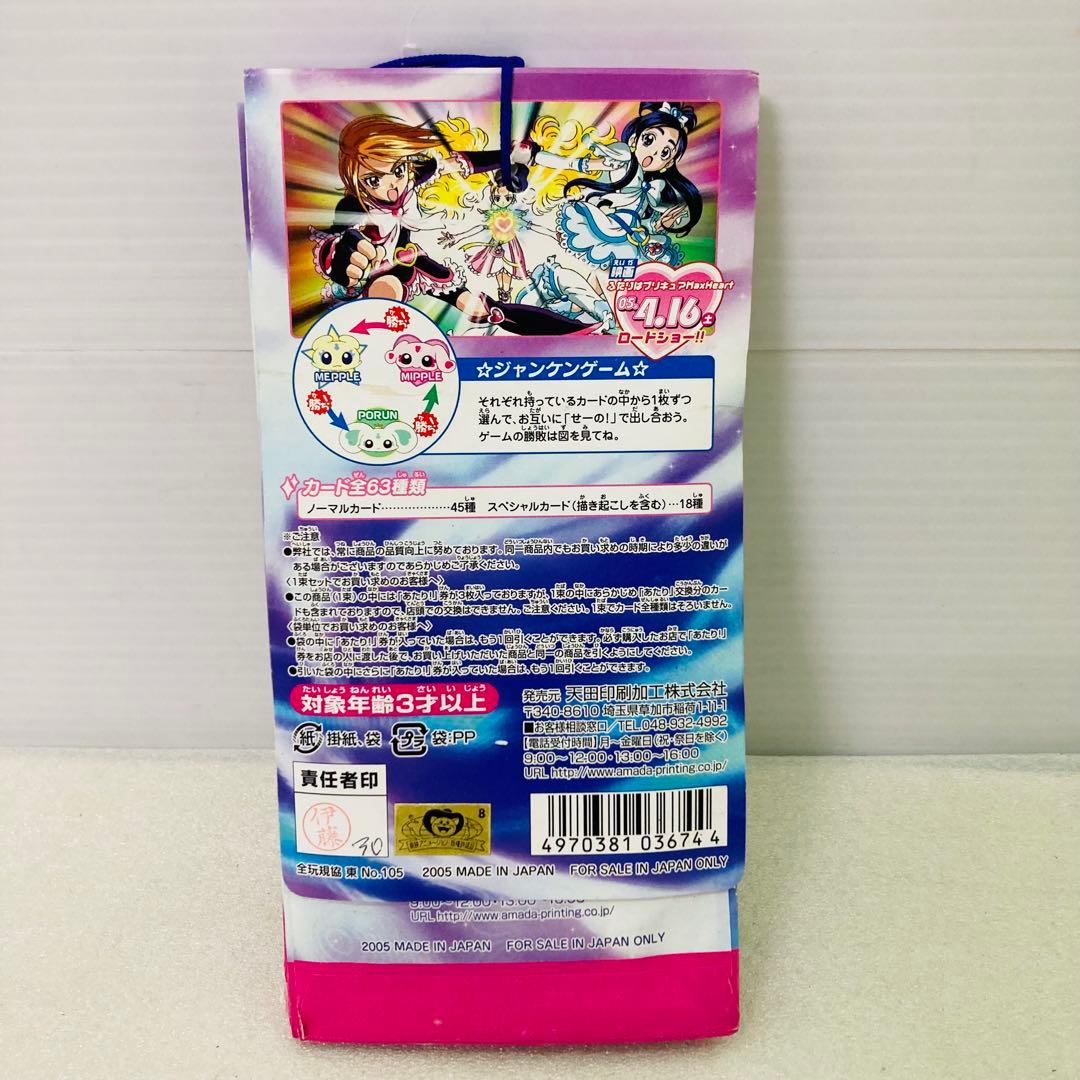 映画
ふたりはプリキュアMaxHeart
05. 4.16 土
ロードショー!!
勝ち!
MEPPLE
MIPPLE
勝ち!
勝ち!
PORUN
☆ジャンケンゲーム☆
それぞれ持っているカードの中から1枚ずつ
選んで、お互いに「せーの!」で出し合おう。
ゲームの勝敗は図を見てね。
カード全63種類
ノーマルカード………………45種 スペシャルカード(描き起こしを含む)…18種
※ご注意
●弊社では、常に商品の品質向上に努めております。同一商品内でもお買い求めの時期により多少の違いが
ある場合がございますのであらかじめご了承ください。
〈1束セットでお買い求めのお客様へ〉
●この商品(1束)の中には「あたり!」券が3枚入っておりますが、1束の中にあらかじめ「あたり」交換分のカー
ドも含まれておりますので、店頭での交換はできません。ご注意ください。1束でカード全種類はそろいません。
〈袋単位でお買い求めのお客様へ〉
●袋の中に「あたり!」券が入っていた場合は、もう1回引くことができます。必ず購入したお店で「あたり!」
券をお店の人に渡した後で、お買い上げいただいた商品と同一の商品を引くようにしてください。
●引いた袋の中にさらに「あたり!」券が入っていた場合は、もう1回引くことができます。
対象年齢3才以上
発売元 天田印刷加工株式会社
〒340-8610 埼玉県草加市稲荷1-11-1
■お客様相談窓口/TEL.048-932-4992
【電話受付時間】月~金曜日(祝・祭日を除く)
9:00~12:00・13:00~16:00
URL http://www.amada-printing.co.jp/
紙 掛紙、袋 プラ 袋:PP
責任者印
伊藤
30
8
4970381036744
全玩規協 東 No.105 2005 MADE IN JAPAN FOR SALE IN JAPAN ONLY
9:00~12:00・13:00~16:00
URL http://www.amada-printing.co.jp/
2005 MADE IN JAPAN FOR SALE IN JAPAN ONLY